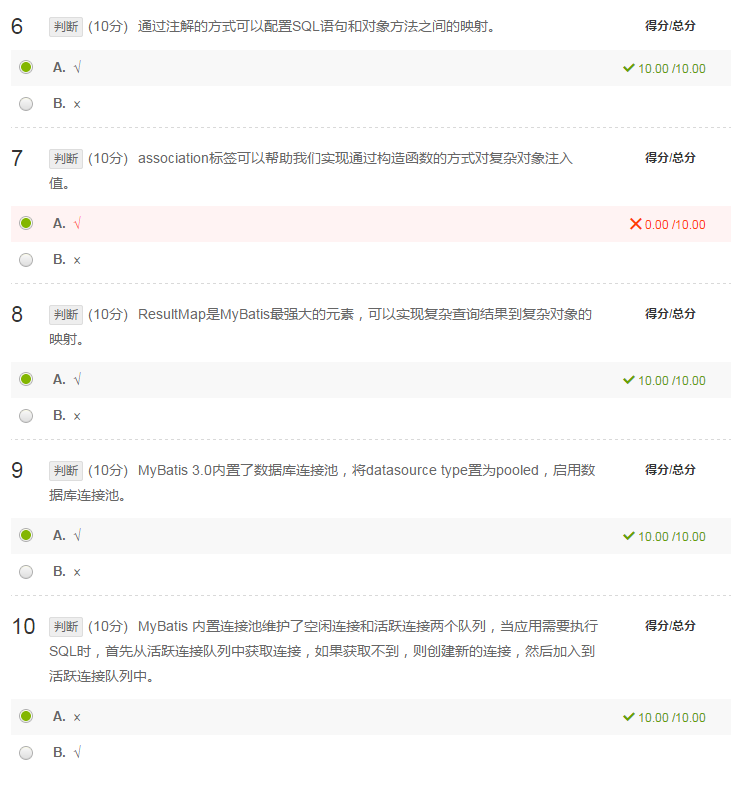 6 判断 (10分) 通过注解的方式可以配置SQL语句和对象方法之间的映射。 得分/总分
A. √ 10.00 /10.00
B. ×
7 判断 (10分) association标签可以帮助我们实现通过构造函数的方式对复杂对象注入 得分/总分
值。
A. √ 0.00 /10.00
B. ×
8 判断 (10分) ResultMap是MyBatis最强大的元素，可以实现复杂查询结果到复杂对象的 得分/总分
映射。
A. √ 10.00 /10.00
B. ×
9 判断 (10分) MyBatis 3.0内置了数据库连接池，将datasource type置为pooled，启用数 得分/总分
据库连接池。
A. √ 10.00 /10.00
B. ×
10 判断 (10分) MyBatis 内置连接池维护了空闲连接和活跃连接两个队列，当应用需要执行 得分/总分
SQL时，首先从活跃连接队列中获取连接，如果获取不到，则创建新的连接，然后加入到
活跃连接队列中。
A. × 10.00 /10.00
B. √